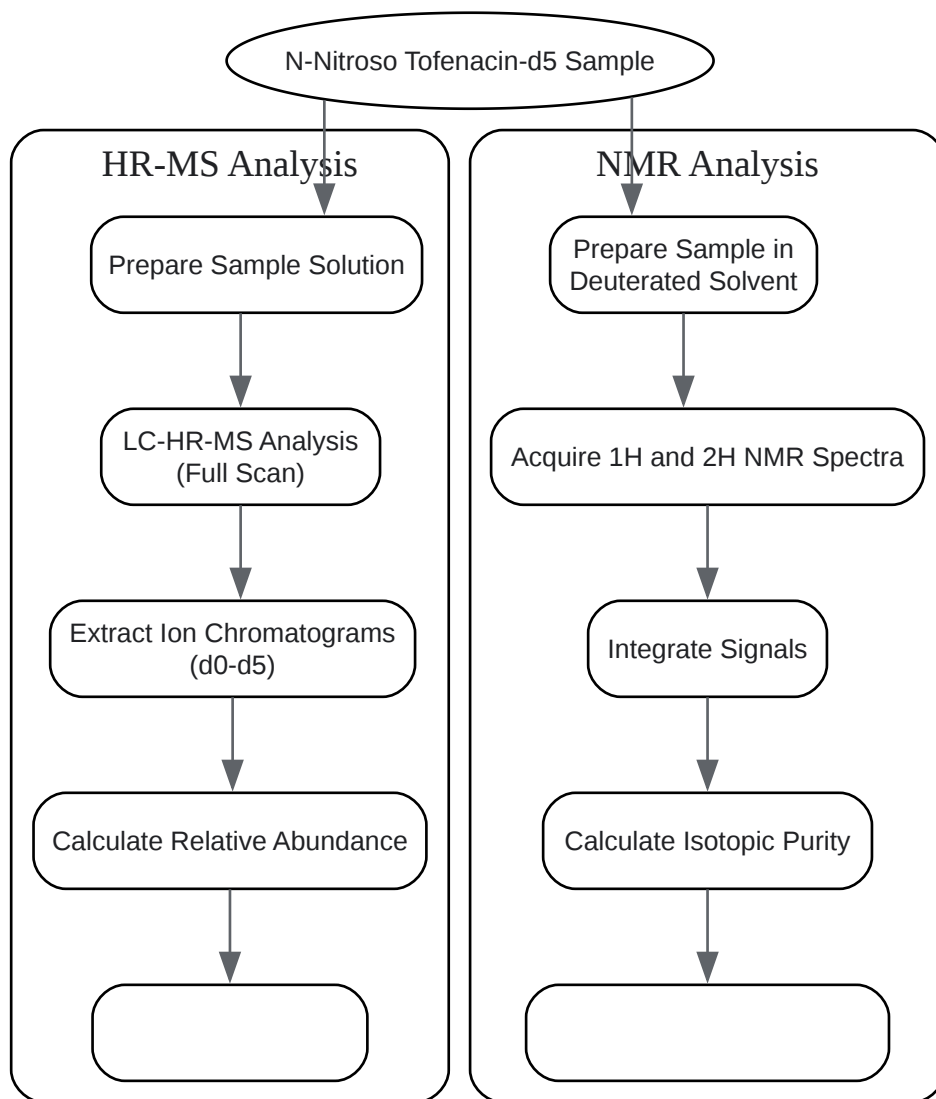 N-Nitroso Tofenacin-d5 Sample
HR-MS Analysis
Prepare Sample Solution
LC-HR-MS Analysis
(Full Scan)
Extract Ion Chromatograms
(d0-d5)
Calculate Relative Abundance
NMR Analysis
Prepare Sample in
Deuterated Solvent
Acquire 1H and 2H NMR Spectra
Integrate Signals
Calculate Isotopic Purity